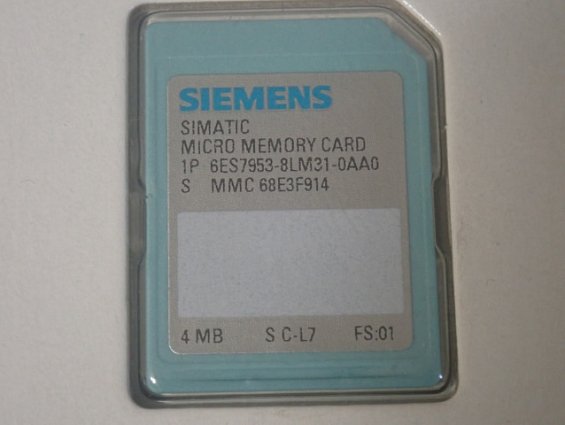 SIEMENS
SIMATIC
MICRO MEMORY CARD
1P 6ES7953-8LM31-0AA0
S MMC 68E3F914
4 MB S C-L7 FS:01